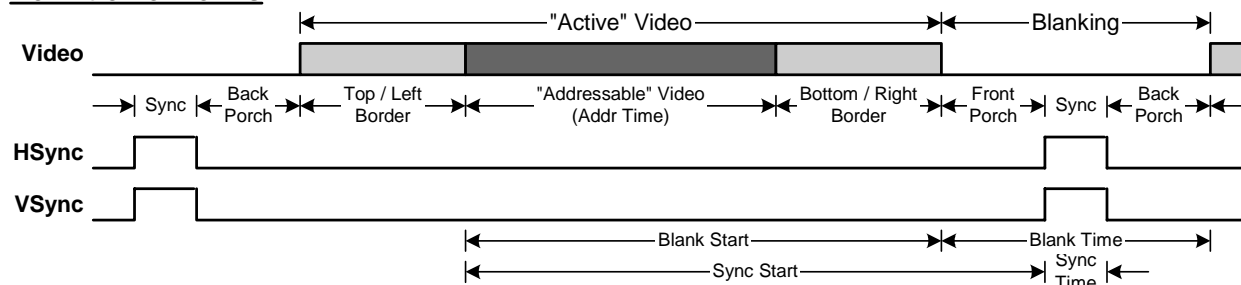 "Active" Video
Blanking
Video
Sync
Back
Porch
Top / Left
Border
"Addressable" Video
(Addr Time)
Bottom / Right
Border
Front
Porch
Sync
Back
Porch
HSync
VSync
Blank Start
Blank Time
Sync Start
Sync
Time